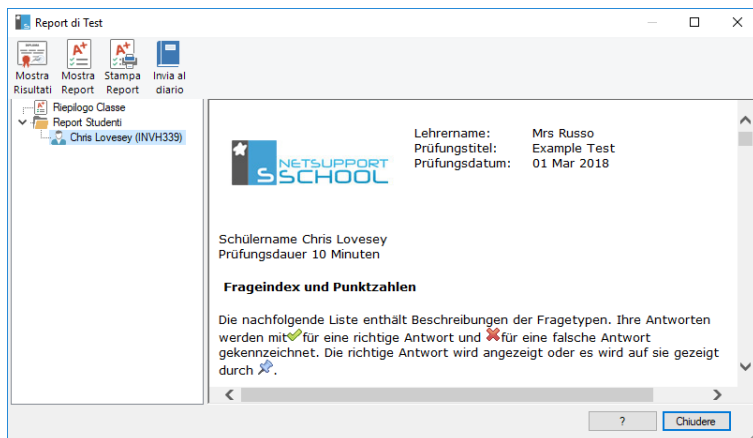 Report di Test
Mostra Risultati
Mostra Report
Stampa Report
Invia al diario
Riepilogo Classe
Report Studenti
Chris Lovesey (INVH339)
NETSUPPORT
SCHOOL
Lehrername: Mrs Russo
Prüfungstitel: Example Test
Prüfungsdatum: 01 Mar 2018
Schülername Chris Lovesey
Prüfungsdauer 10 Minuten
Frageindex und Punktzahlen
Die nachfolgende Liste enthält Beschreibungen der Fragetypen. Ihre Antworten
werden mit für eine richtige Antwort und für eine falsche Antwort
gekennzeichnet. Die richtige Antwort wird angezeigt oder es wird auf sie gezeigt
durch .
?
Chiudere